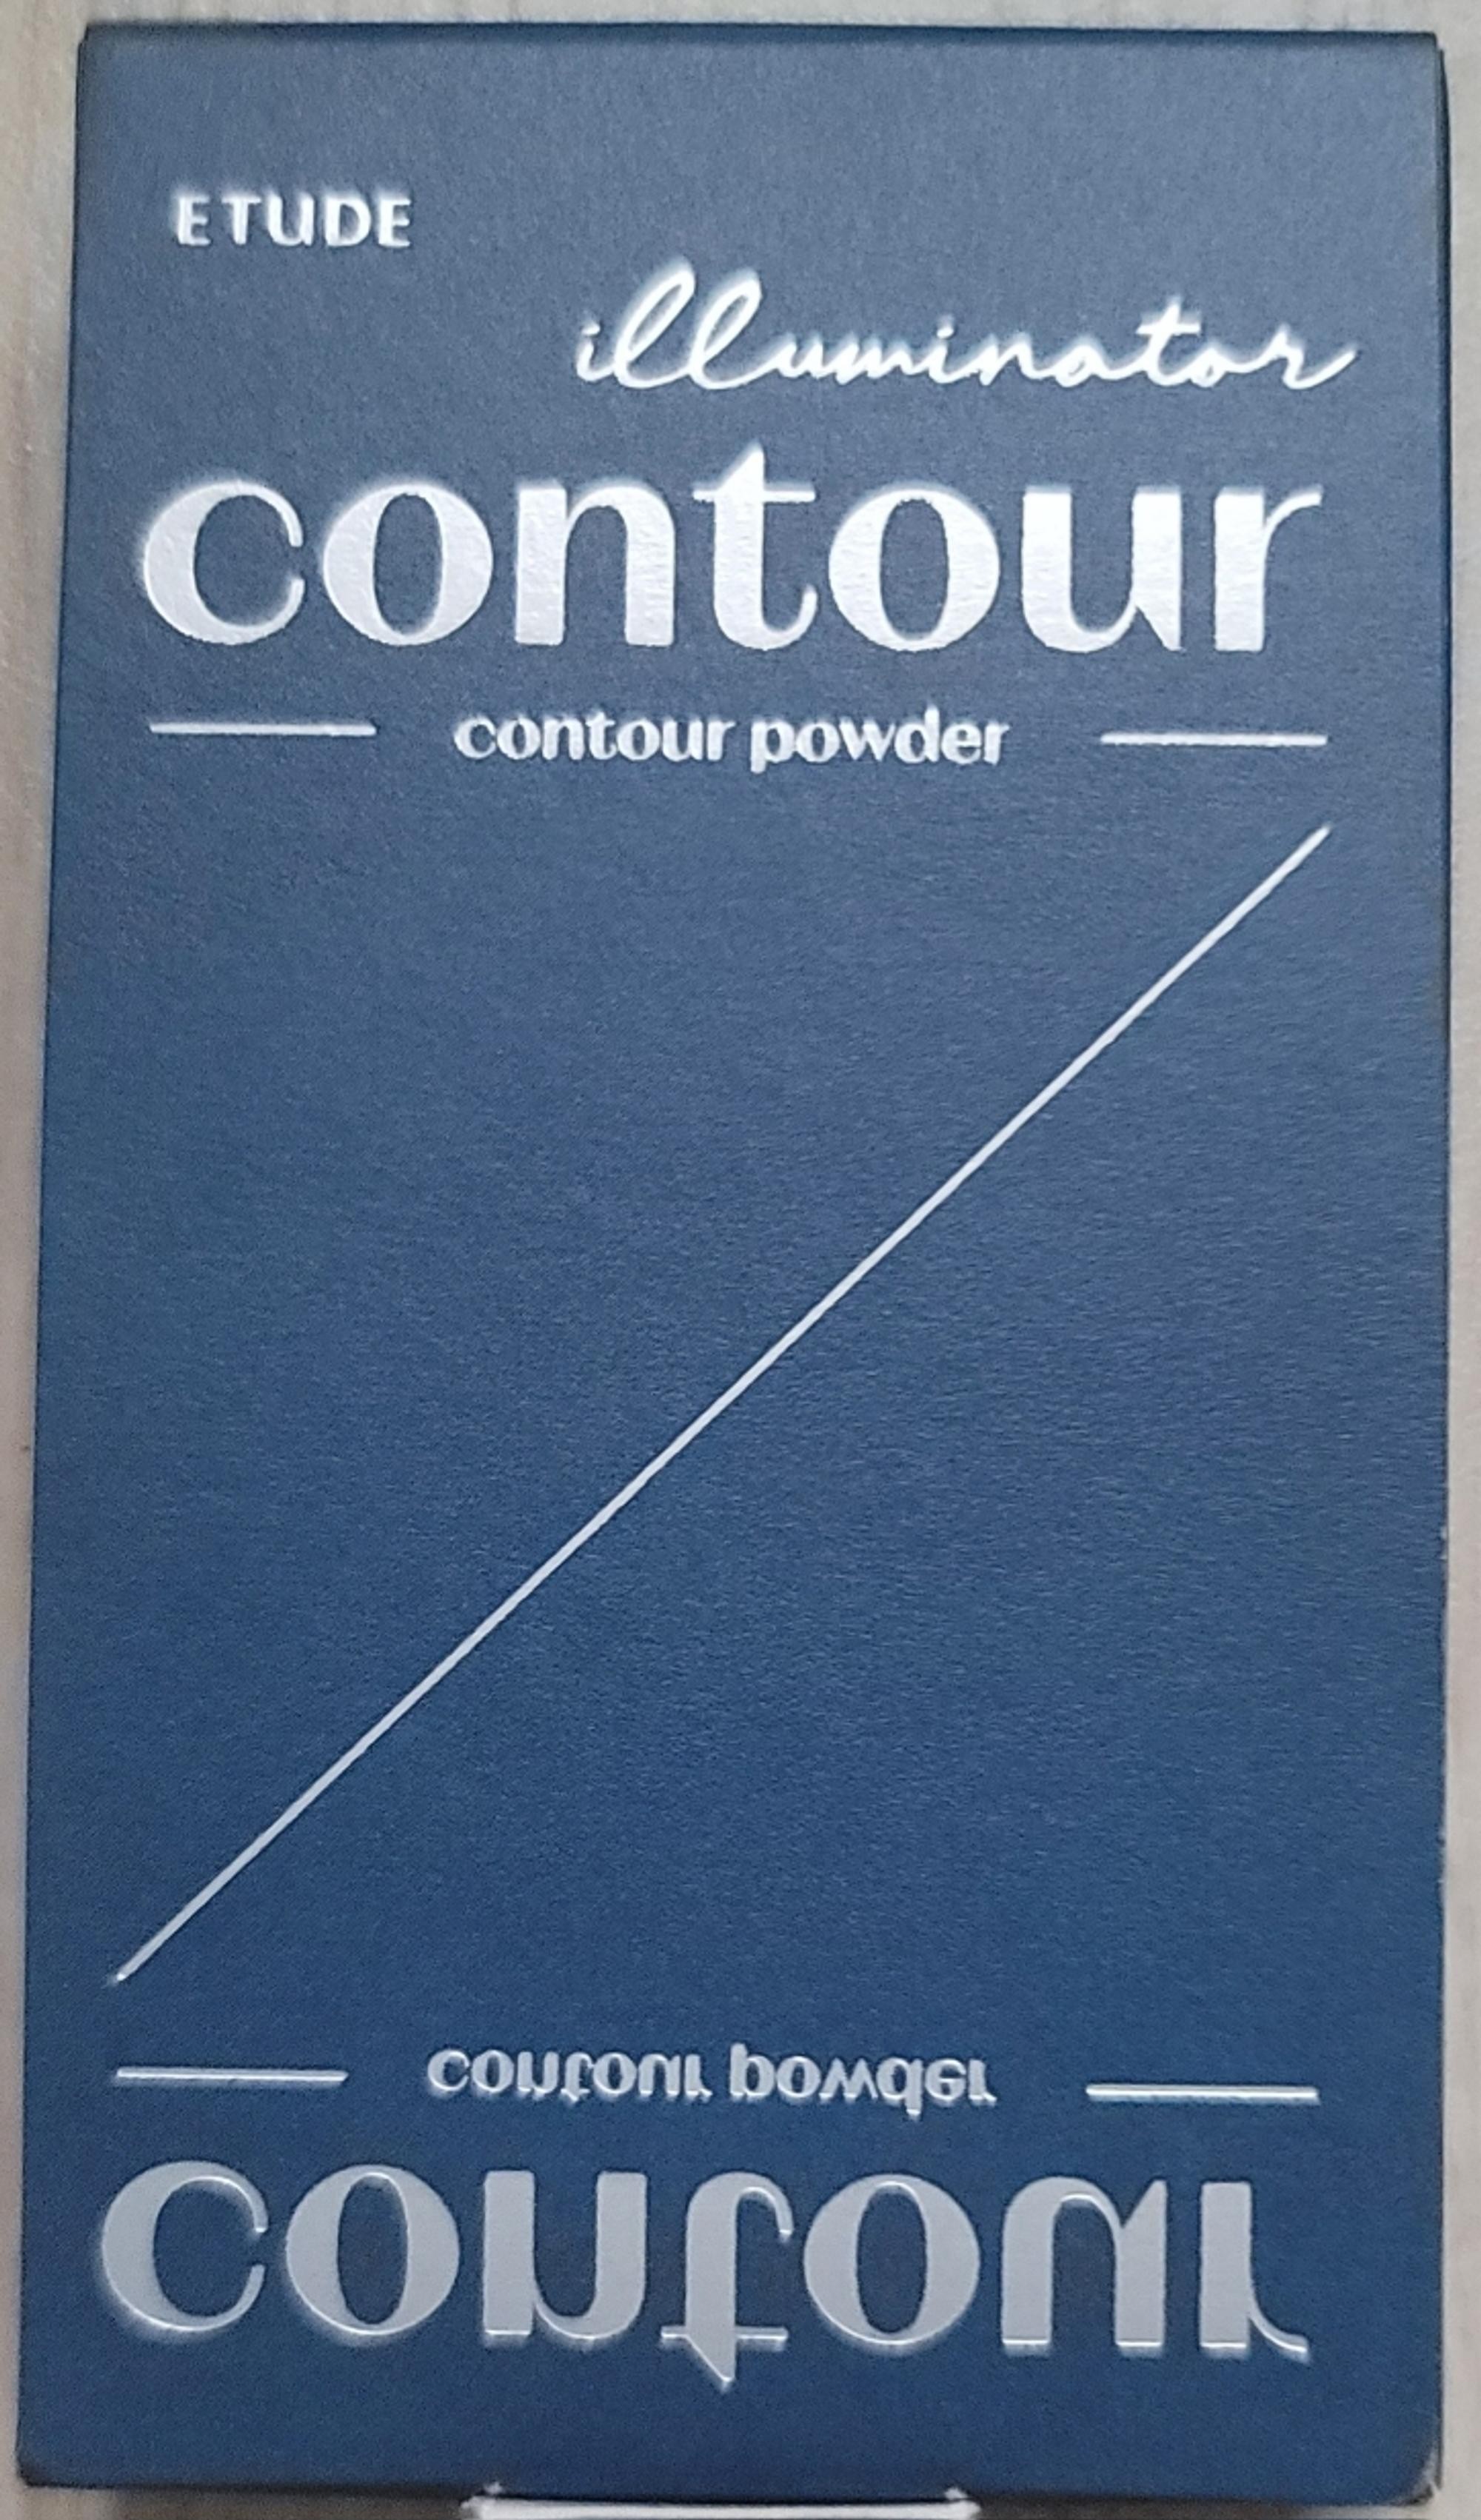 ETUDE
illuminator
contour
contour powder
contour powder
contour